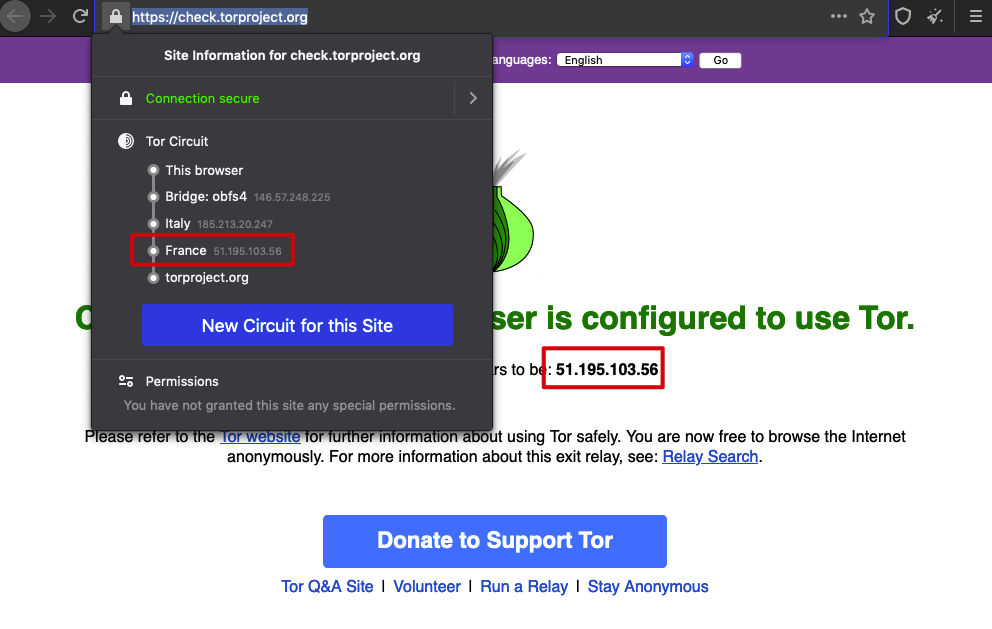 https://check.torproject.org
Site Information for check.torproject.org
anguages: English Go
Connection secure
Tor Circuit
This browser
Bridge: obfs4 146.57.248.225
Italy 185.213.20.247
France 51.195.103.56
torproject.org
New Circuit for this Site
ser is configured to use Tor.
rs to be: 51.195.103.56
Permissions
You have not granted this site any special permissions.
Please refer to the Tor website for further information about using Tor safely. You are now free to browse the Internet
anonymously. For more information about this exit relay, see: Relay Search.
Donate to Support Tor
Tor Q&A Site | Volunteer | Run a Relay | Stay Anonymous